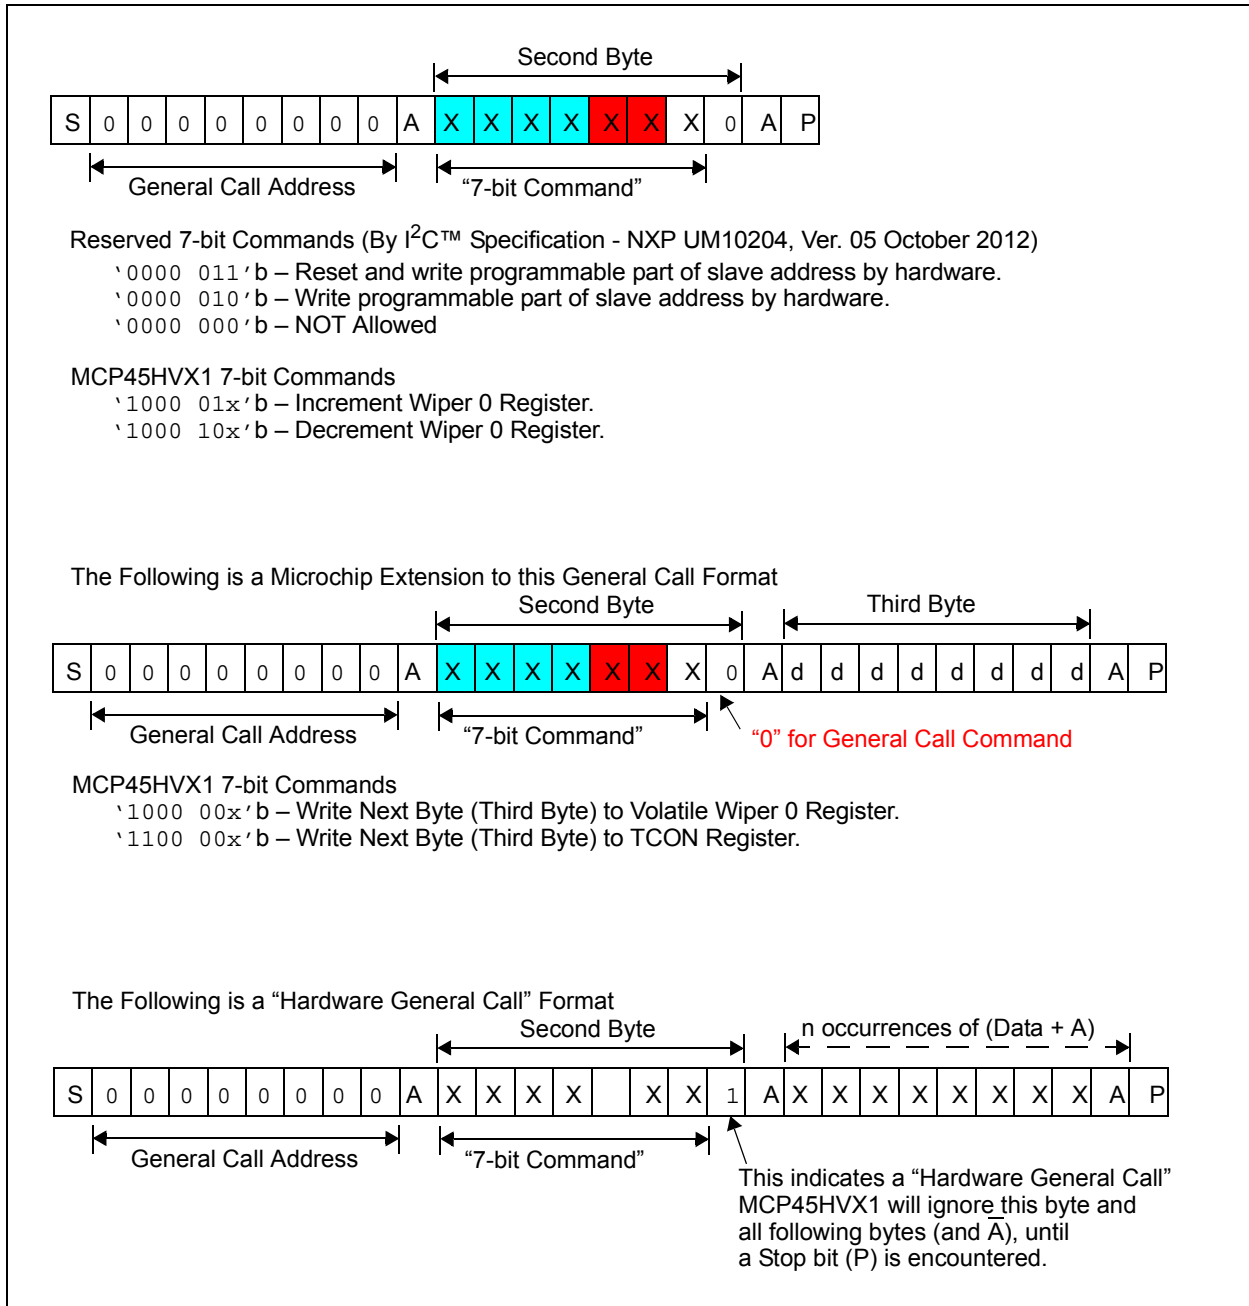 Second Byte
S 0 0 0 0 0 0 0 0 A X X X X X X X 0 A P
General Call Address “7-bit Command”
Reserved 7-bit Commands (By I²C™ Specification - NXP UM10204, Ver. 05 October 2012)
‘0000 011’b – Reset and write programmable part of slave address by hardware.
‘0000 010’b – Write programmable part of slave address by hardware.
‘0000 000’b – NOT Allowed
MCP45HVX1 7-bit Commands
‘1000 01x’b – Increment Wiper 0 Register.
‘1000 10x’b – Decrement Wiper 0 Register.
The Following is a Microchip Extension to this General Call Format
Second Byte Third Byte
S 0 0 0 0 0 0 0 0 A X X X X X X X 0 A d d d d d d d d A P
General Call Address “7-bit Command” “0” for General Call Command
MCP45HVX1 7-bit Commands
‘1000 00x’b – Write Next Byte (Third Byte) to Volatile Wiper 0 Register.
‘1100 00x’b – Write Next Byte (Third Byte) to TCON Register.
The Following is a “Hardware General Call” Format
Second Byte n occurrences of (Data + A)
S 0 0 0 0 0 0 0 0 A X X X X X X 1 A X X X X X X X X A P
General Call Address “7-bit Command”
This indicates a “Hardware General Call”
MCP45HVX1 will ignore this byte and
all following bytes (and A̅), until
a Stop bit (P) is encountered.